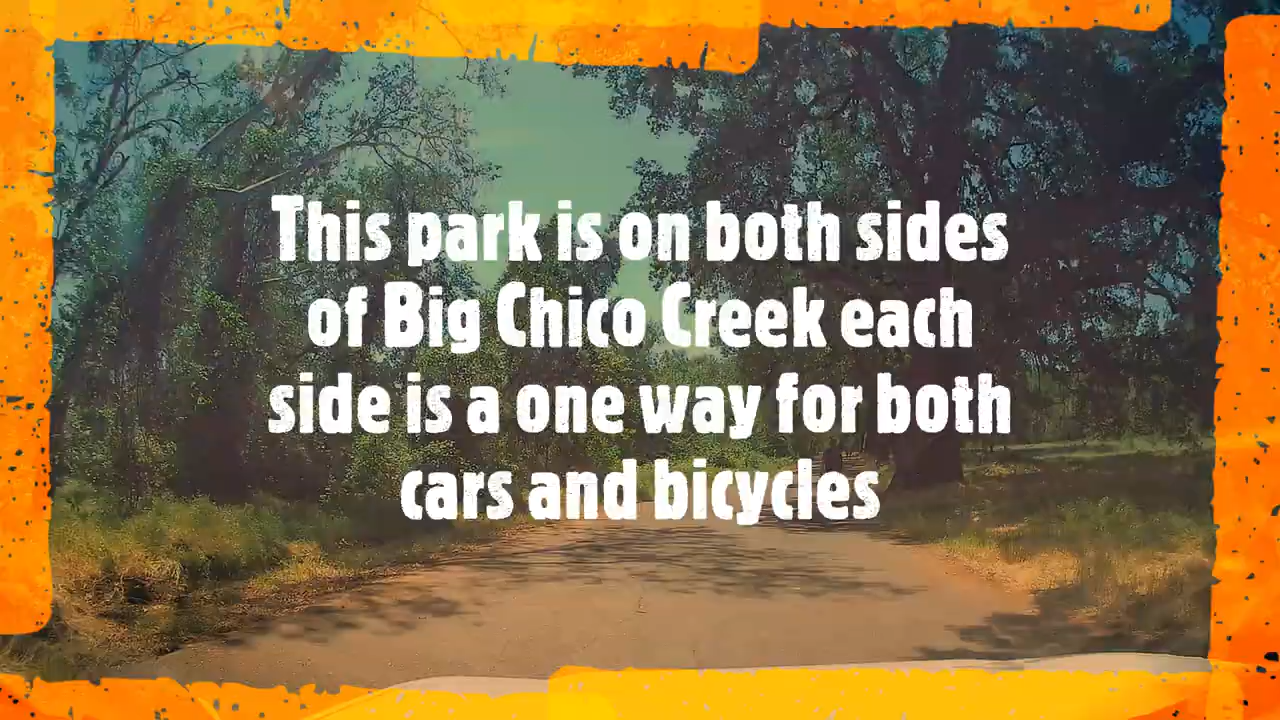 This park is on both sides
of Big Chico Creek each
side is a one way for both
cars and bicycles